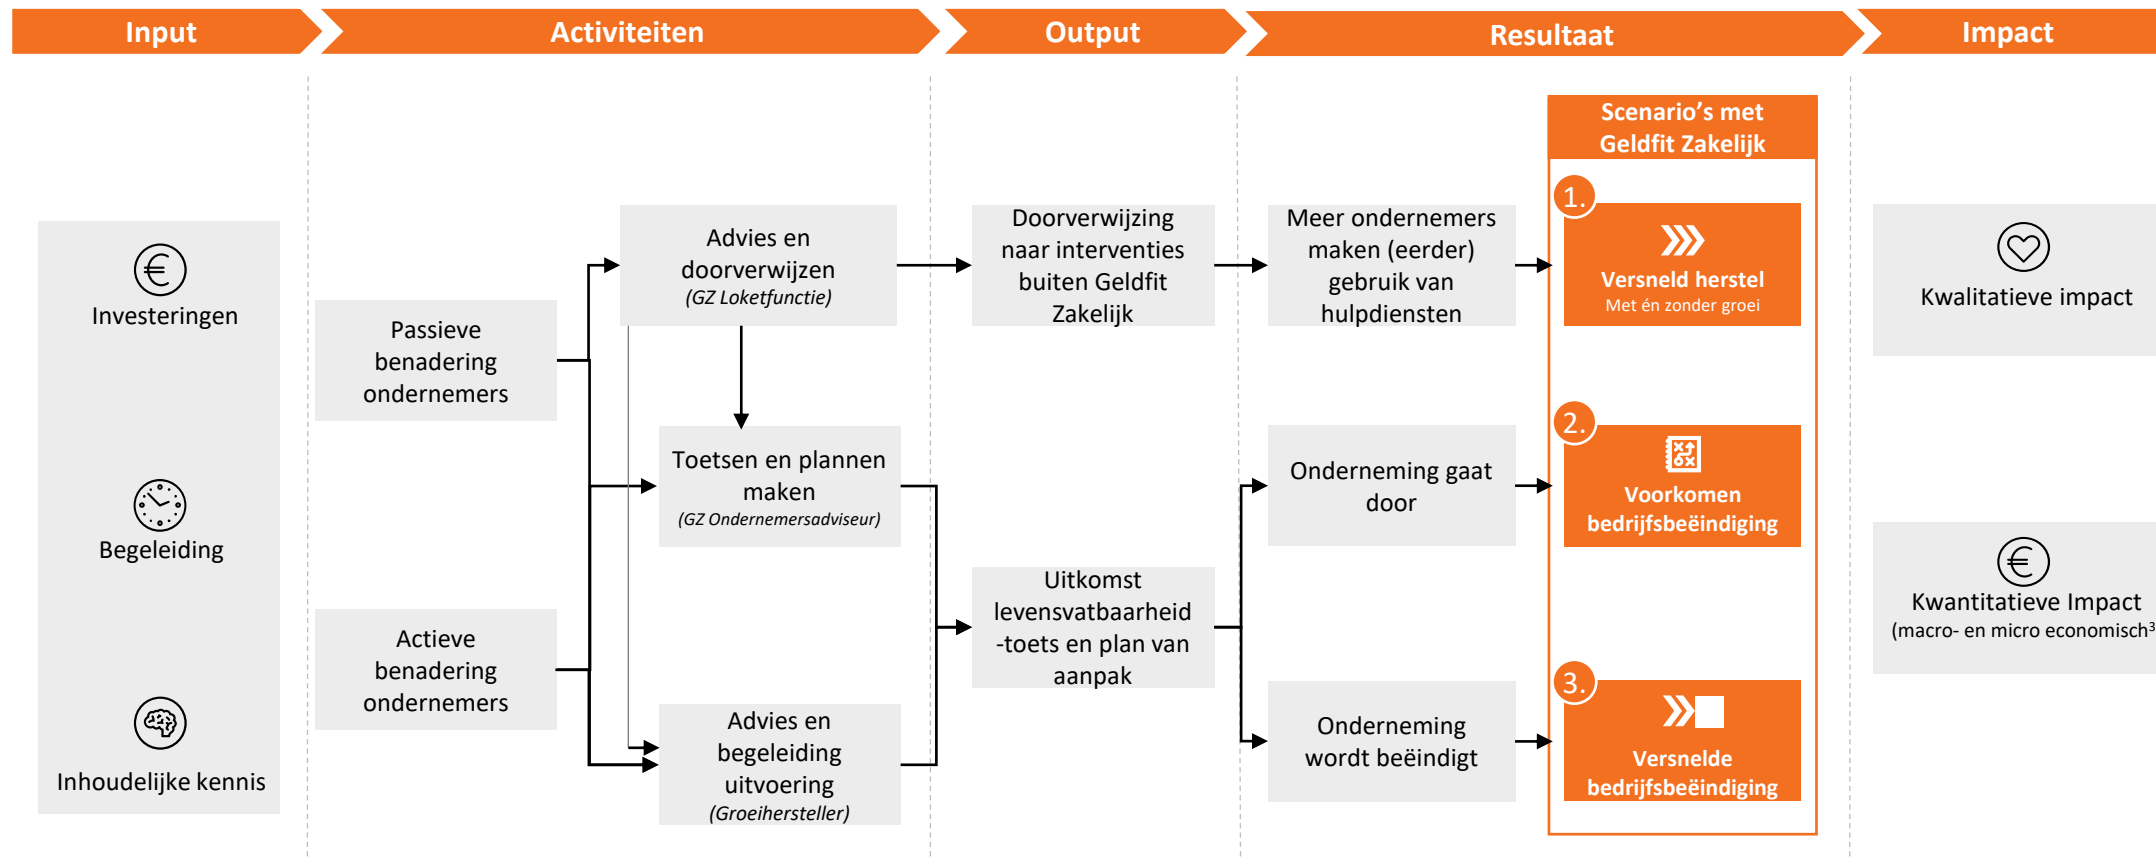 Input
Activiteiten
Output
Resultaat
Impact
Investeringen
Begeleiding
Inhoudelijke kennis
Passieve
benadering
ondernemers
Actieve
benadering
ondernemers
Advies en
doorverwijzen
(GZ Loketfunctie)
Toetsen en plannen
maken
(GZ Ondernemersadviseur)
Advies en
begeleiding
uitvoering
(Groeihersteller)
Doorverwijzing
naar interventies
buiten Geldfit
Zakelijk
Uitkomst
levensvatbaarheid
-toets en plan van
aanpak
Meer ondernemers
maken (eerder)
gebruik van
hulpdiensten
Onderneming gaat
door
Onderneming
wordt beëindigt
Scenario’s met
Geldfit Zakelijk
1.
Versneld herstel
Met én zonder groei
2.
Voorkomen
bedrijfsbeëindiging
3.
Versnelde
bedrijfsbeëindiging
Kwalitatieve impact
Kwantitatieve Impact
(macro- en micro economisch³